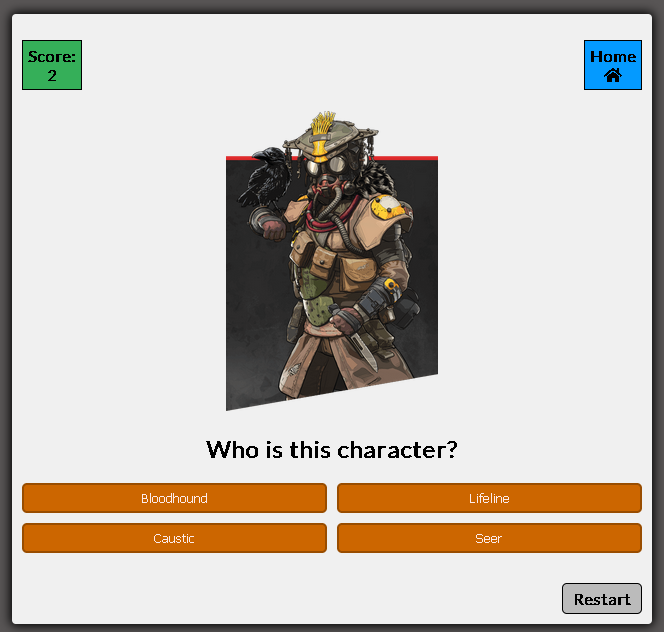 Score:
2
Home
Who is this character?
Bloodhound
Lifeline
Caustic
Seer
Restart